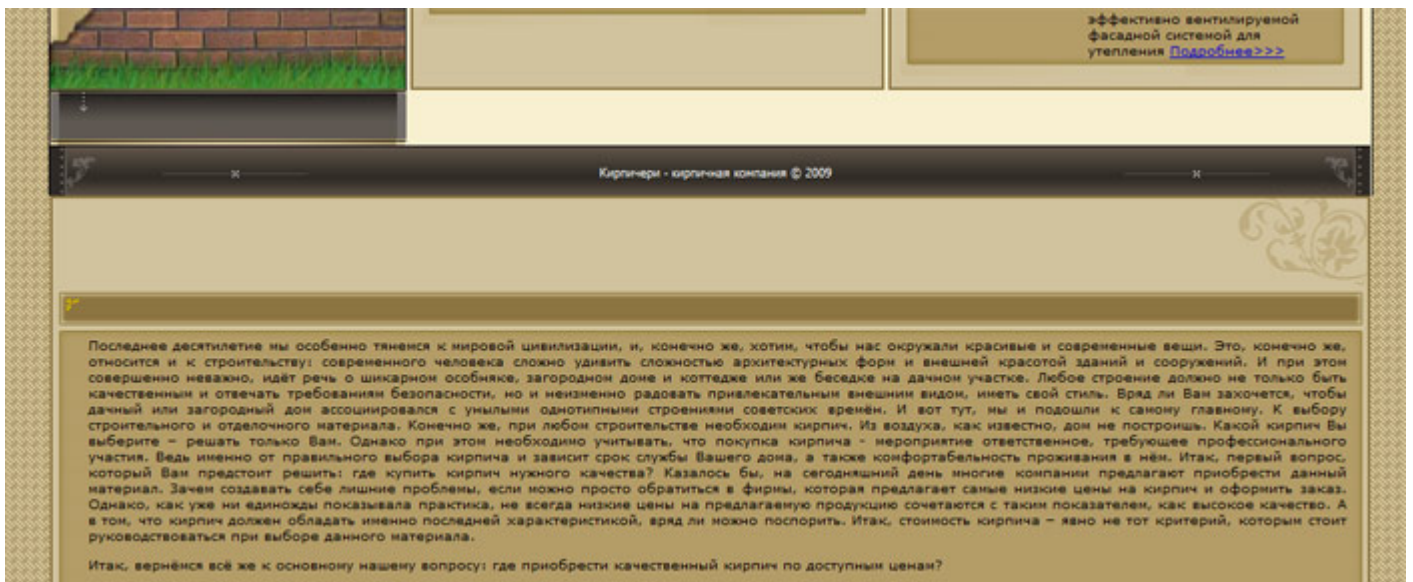 эффективно вентилируемой
фасадной системой для
утепления Подробнее>>>
Кирпичери - кирпичная компания © 2009
Последнее десятилетие мы особенно тянемся к мировой цивилизации, и, конечно же, хотим, чтобы нас окружали красивые и современные вещи. Это, конечно же,
относится и к строительству: современного человека сложно удивить сложностью архитектурных форм и внешней красотой зданий и сооружений. И при этом
совершенно неважно, идёт речь о шикарном особняке, загородном доме и коттедже или же беседке на дачном участке. Любое строение должно не только быть
качественным и отвечать требованиям безопасности, но и неизменно радовать привлекательным внешним видом, иметь свой стиль. Вряд ли Вам захочется, чтобы
дачный или загородный дом ассоциировался с унылыми однотипными строениями советских времён. И вот тут, мы и подошли к самому главному. К выбору
строительного и отделочного материала. Конечно же, при любом строительстве необходим кирпич. Из воздуха, как известно, дом не построишь. Какой кирпич Вы
выберите – решать только Вам. Однако при этом необходимо учитывать, что покупка кирпича - мероприятие ответственное, требующее профессионального
участия. Ведь именно от правильного выбора кирпича и зависит срок службы Вашего дома, а также комфортабельность проживания в нём. Итак, первый вопрос,
который Вам предстоит решить: где купить кирпич нужного качества? Казалось бы, на сегодняшний день многие компании предлагают приобрести данный
материал. Зачем создавать себе лишние проблемы, если можно просто обратиться в фирмы, которая предлагает самые низкие цены на кирпич и оформить заказ.
Однако, как уже ни единожды показывала практика, не всегда низкие цены на предлагаемую продукцию сочетаются с таким показателем, как высокое качество. А
в том, что кирпич должен обладать именно последней характеристикой, вряд ли можно поспорить. Итак, стоимость кирпича – явно не тот критерий, которым стоит
руководствоваться при выборе данного материала.
Итак, вернёмся всё же к основному нашему вопросу: где приобрести качественный кирпич по доступным ценам?